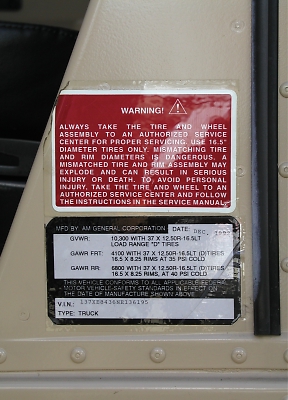 WARNING!
ALWAYS TAKE THE TIRE AND WHEEL
ASSEMBLY TO AN AUTHORIZED SERVICE
CENTER FOR PROPER SERVICING. USE 16.5"
DIAMETER TIRES ONLY. MISMATCHING TIRE
AND RIM DIAMETERS IS DANGEROUS. A
MISMATCHED TIRE AND RIM ASSEMBLY MAY
EXPLODE AND CAN RESULT IN SERIOUS
INJURY OR DEATH. TO AVOID PERSONAL
INJURY, TAKE THE TIRE AND WHEEL TO AN
AUTHORIZED SERVICE CENTER AND FOLLOW
THE INSTRUCTIONS IN THE SERVICE MANUAL.
MFD BY AM GENERAL CORPORATION DATE: DEC,
GVWR: 10,300 WITH 37 X 12.50R-16.5LT
LOAD RANGE "D" TIRES
GAWR FRT: 4100 WITH 37 X 12.50R-16.5LT (D)TIRES
16.5 X 8.25 RIMS AT 35 PSI COLD
GAWR RR: 6800 WITH 37 X 12.50R-16.5LT (D)TIRES
16.5 X 8.25 RIMS AT 40 PSI COLD
THIS VEHICLE CONFORMS TO ALL APPLICABLE FEDERAL
MOTOR VEHICLE SAFETY STANDARDS IN EFFECT ON
THE DATE OF MANUFACTURE SHOWN ABOVE
V.I.N.:
TYPE: TRUCK